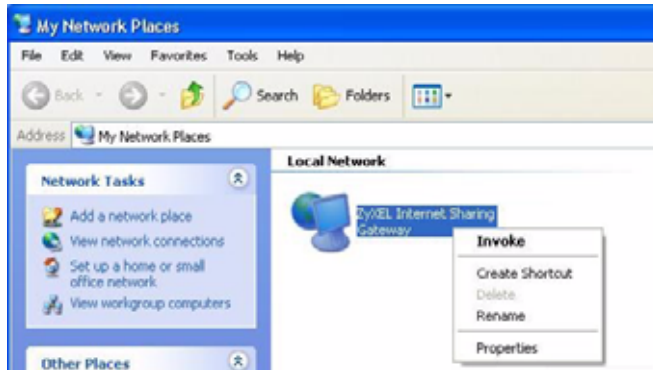 My Network Places
File Edit View Favorites Tools Help
Back Search Folders
Address My Network Places
Network Tasks
Add a network place
View network connections
Set up a home or small
office network
View workgroup computers
Other Places
Local Network
ZyXEL Internet Sharing
Gateway
Invoke
Create Shortcut
Delete
Rename
Properties